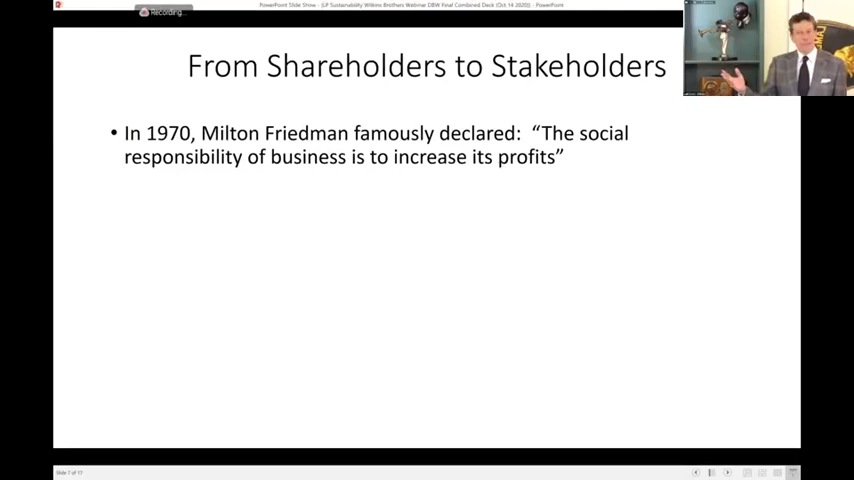 PowerPoint Slide Show - [LP Sustainability Wilkins Brothers Webinar DBW Final Combined Deck (Oct 14 2020)] - PowerPoint
Recording...
From Shareholders to Stakeholders
• In 1970, Milton Friedman famously declared: “The social
responsibility of business is to increase its profits”
Slide 7 of 17